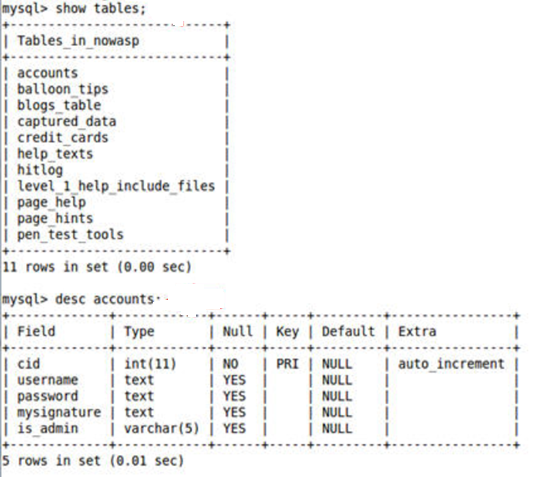 mysql> show tables;
+-------------------------------+
| Tables_in_nowasp |
+-------------------------------+
| accounts |
| balloon_tips |
| blogs_table |
| captured_data |
| credit_cards |
| help_texts |
| hitlog |
| level_1_help_include_files |
| page_help |
| page_hints |
| pen_test_tools |
+-------------------------------+
11 rows in set (0.00 sec)
mysql> desc accounts
+-------------+------------+------+-----+---------+----------------+
| Field | Type | Null | Key | Default | Extra |
+-------------+------------+------+-----+---------+----------------+
| cid | int(11) | NO | PRI | NULL | auto_increment |
| username | text | YES | | NULL | |
| password | text | YES | | NULL | |
| mysignature | text | YES | | NULL | |
| is_admin | varchar(5) | YES | | NULL | |
+-------------+------------+------+-----+---------+----------------+
5 rows in set (0.01 sec)